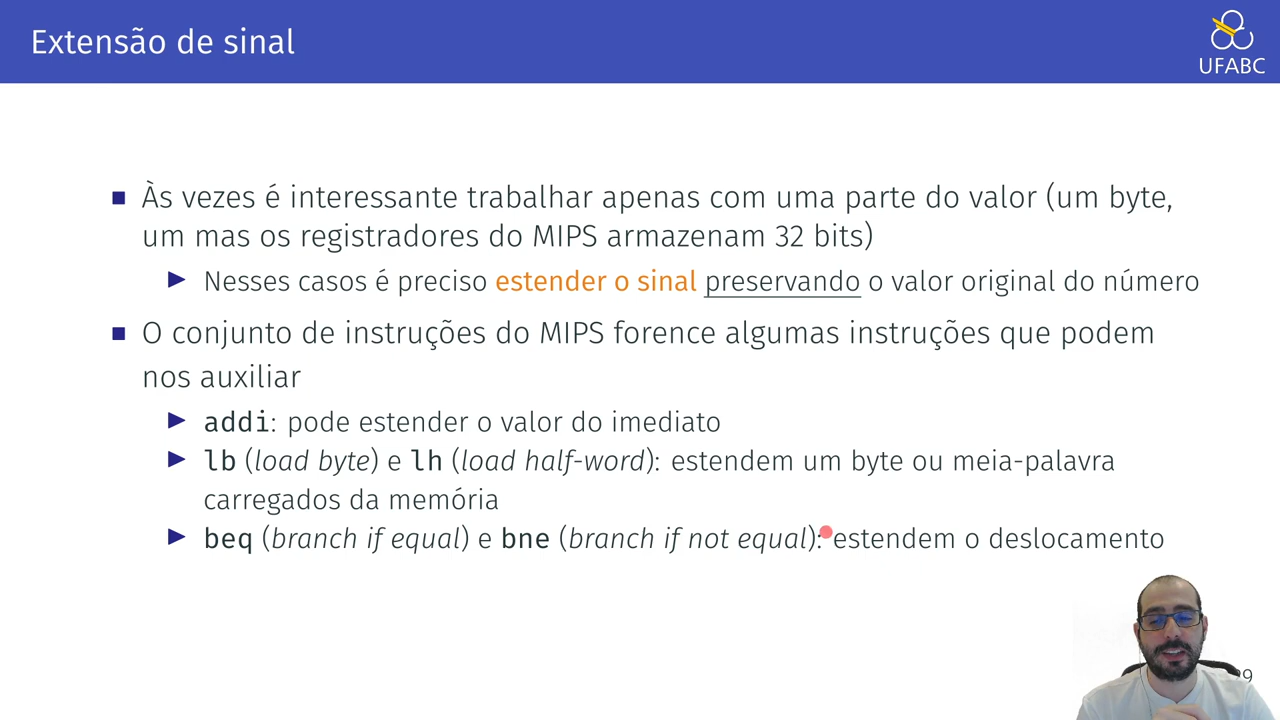 Extensão de sinal
UFABC
Às vezes é interessante trabalhar apenas com uma parte do valor (um byte,
um mas os registradores do MIPS armazenam 32 bits)
Nesses casos é preciso estender o sinal preservando o valor original do número
O conjunto de instruções do MIPS forence algumas instruções que podem
nos auxiliar
addi: pode estender o valor do imediato
lb (load byte) e lh (load half-word): estendem um byte ou meia-palavra
carregados da memória
beq (branch if equal) e bne (branch if not equal): estendem o deslocamento